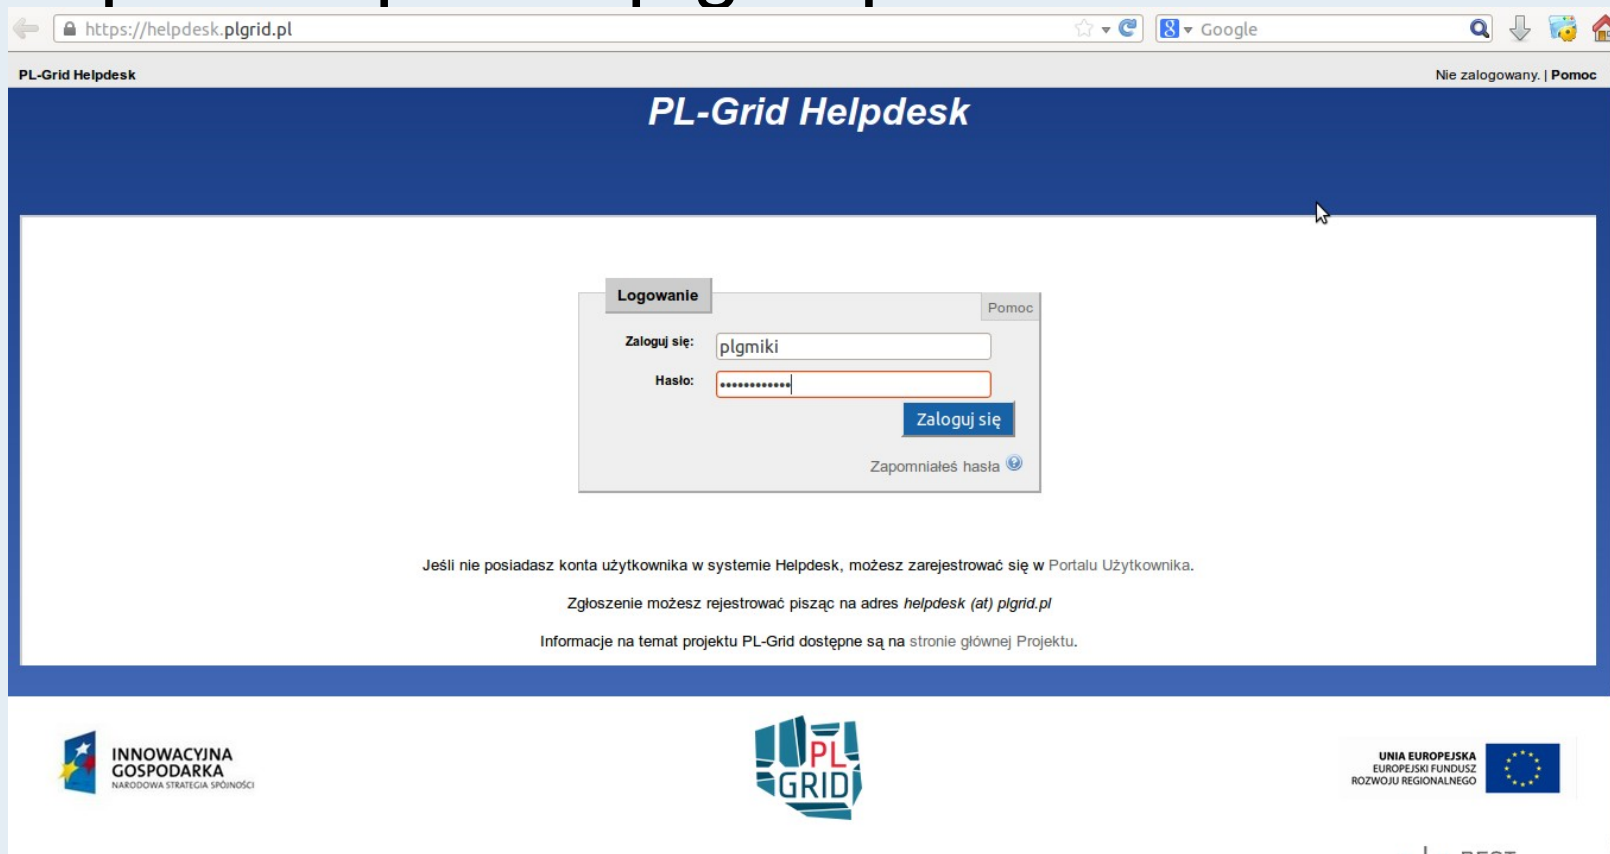 https://helpdesk.plgrid.pl
Google
PL-Grid Helpdesk
Nie zalogowany. | Pomoc
PL-Grid Helpdesk
Logowanie
Pomoc
Zaloguj się:
plgmiki
Hasło:
••••••••••••
Zaloguj się
Zapomniałeś hasła
Jeśli nie posiadasz konta użytkownika w systemie Helpdesk, możesz zarejestrować się w Portalu Użytkownika.
Zgłoszenie możesz rejestrować pisząc na adres helpdesk (at) plgrid.pl
Informacje na temat projektu PL-Grid dostępne są na stronie głównej Projektu.
INNOWACYJNA
GOSPODARKA
NARODOWA STRATEGIA SPÓJNOŚCI
PL
GRID
UNIA EUROPEJSKA
EUROPEJSKI FUNDUSZ
ROZWOJU REGIONALNEGO